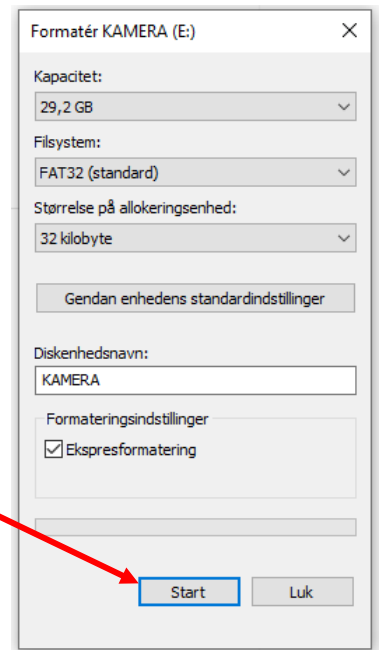 Formatér KAMERA (E:)
Kapacitet:
29,2 GB
Filsystem:
FAT32 (standard)
Størrelse på allokeringsenhed:
32 kilobyte
Gendan enhedens standardindstillinger
Diskenhedsnavn:
KAMERA
Formateringsindstillinger
Ekspresformatering
Start Luk